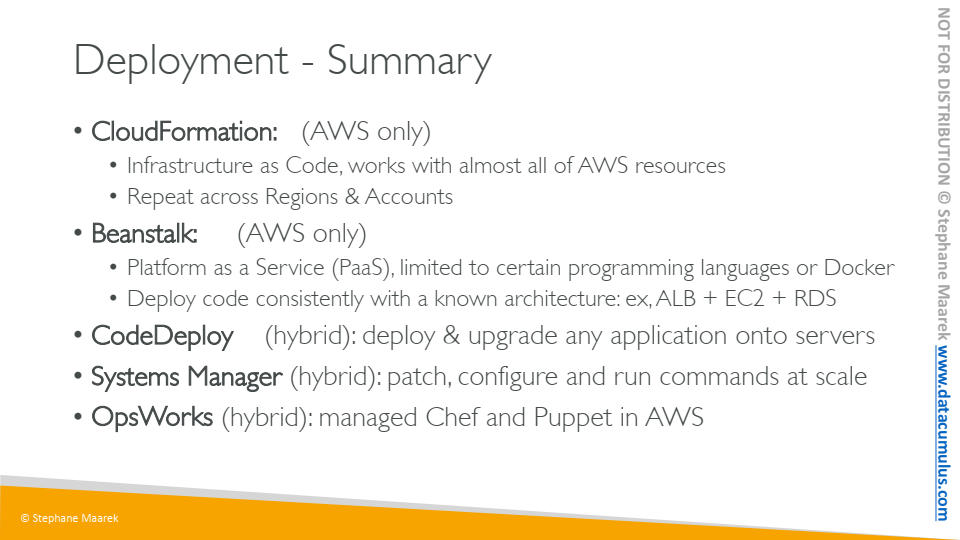 Deployment - Summary
• CloudFormation: (AWS only)
• Infrastructure as Code, works with almost all of AWS resources
• Repeat across Regions & Accounts
• Beanstalk: (AWS only)
• Platform as a Service (PaaS), limited to certain programming languages or Docker
• Deploy code consistently with a known architecture: ex, ALB + EC2 + RDS
• CodeDeploy (hybrid): deploy & upgrade any application onto servers
• Systems Manager (hybrid): patch, configure and run commands at scale
• OpsWorks (hybrid): managed Chef and Puppet in AWS
© Stephane Maarek
NOT FOR DISTRIBUTION © Stephane Maarek www.datacumulus.com